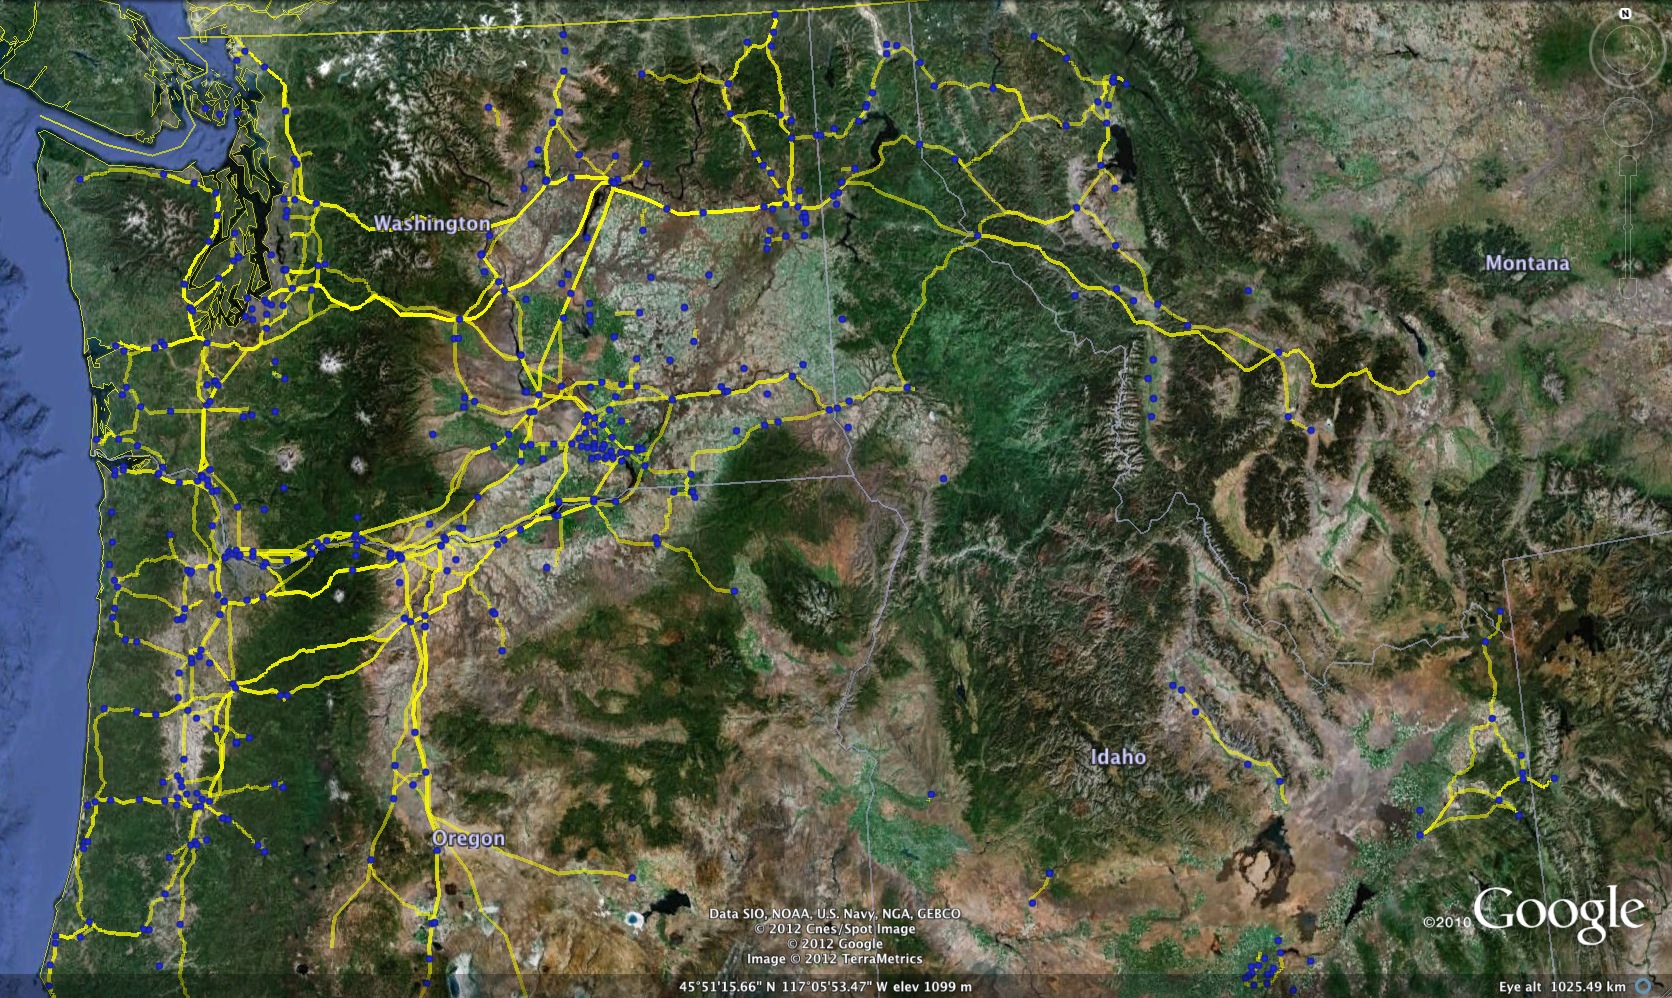 N
Washington
Montana
Idaho
Oregon
Data SIO, NOAA, U.S. Navy, NGA, GEBCO
© 2012 Cnes/Spot Image
© 2012 Google
Image © 2012 TerraMetrics
©2010 Google
45°51'15.66" N 117°05'53.47" W elev 1099 m
Eye alt 1025.49 km